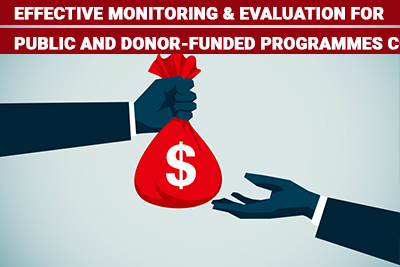 EFFECTIVE MONITORING & EVALUATION FOR
PUBLIC AND DONOR-FUNDED PROGRAMMES C
$